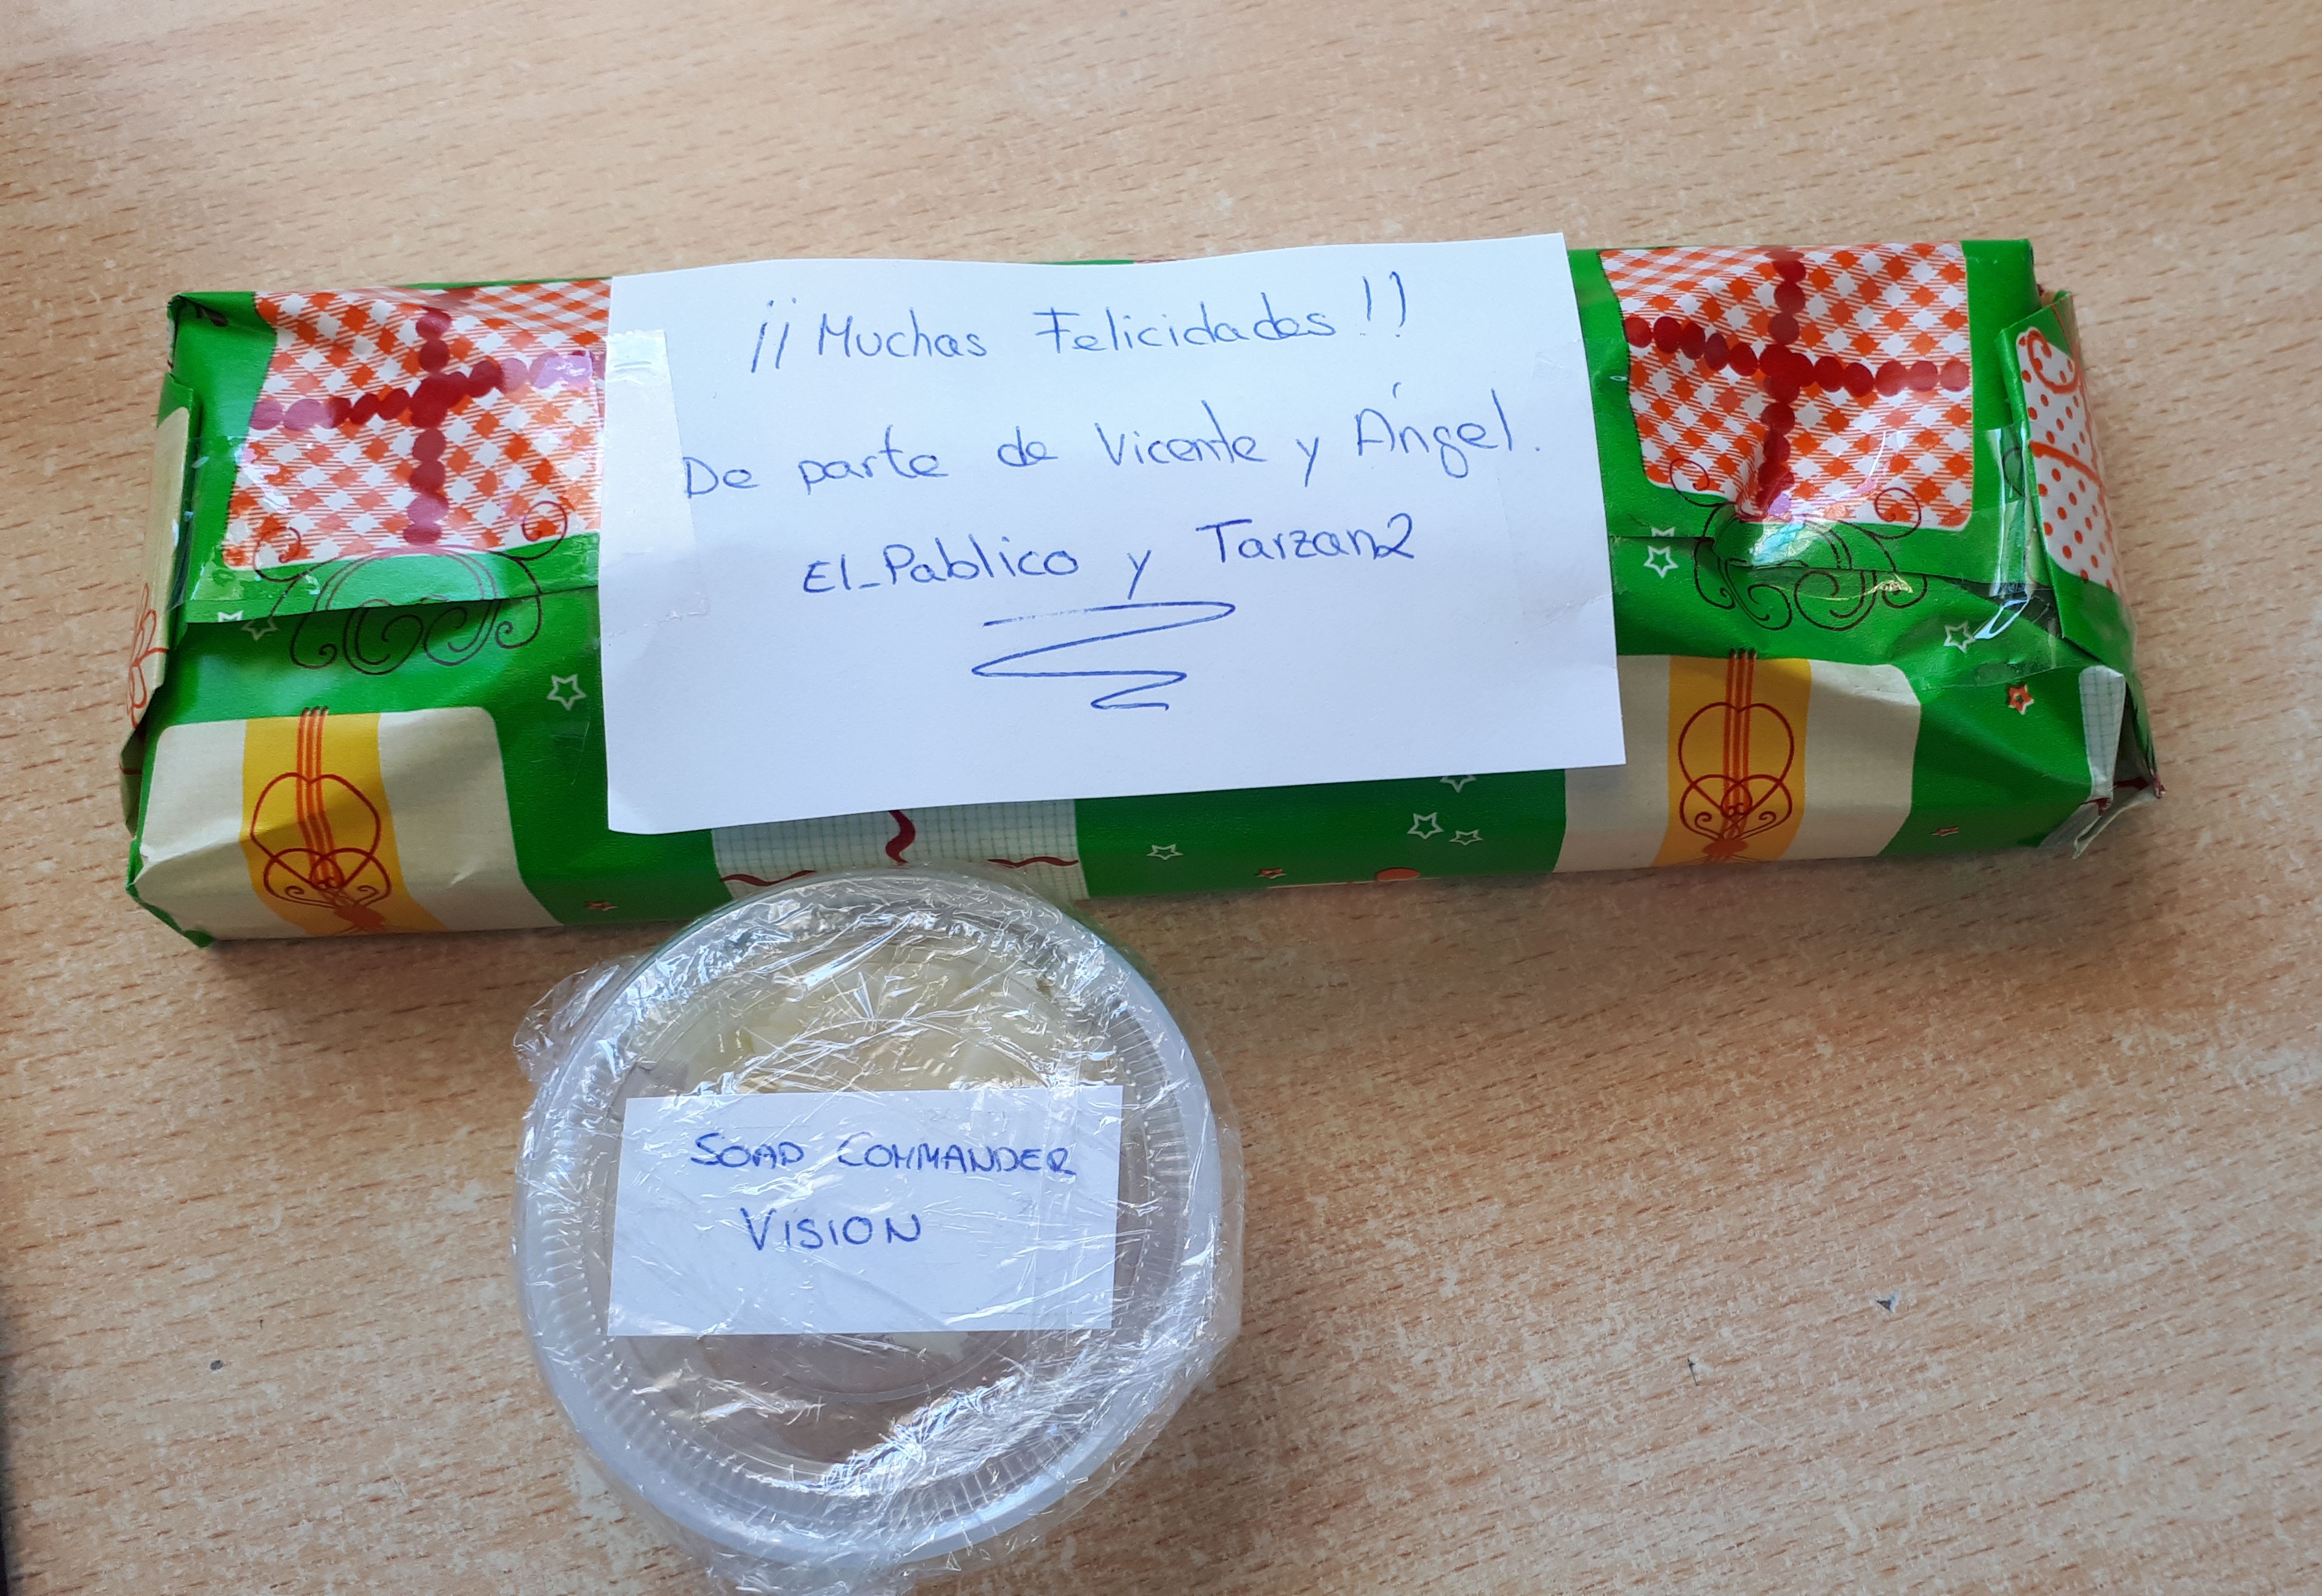 ¡¡Muchas Felicidades!!
De parte de Vicente y Ángel.
El_Pablico y Tarzan2
SOAP COMMANDER
VISION